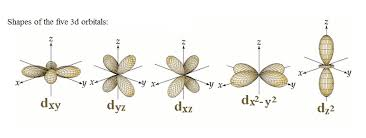 Shapes of the five 3d orbitals:
z z z z z
x y x y x y x y x y
dxy dyz dxz dx²-y² dz²